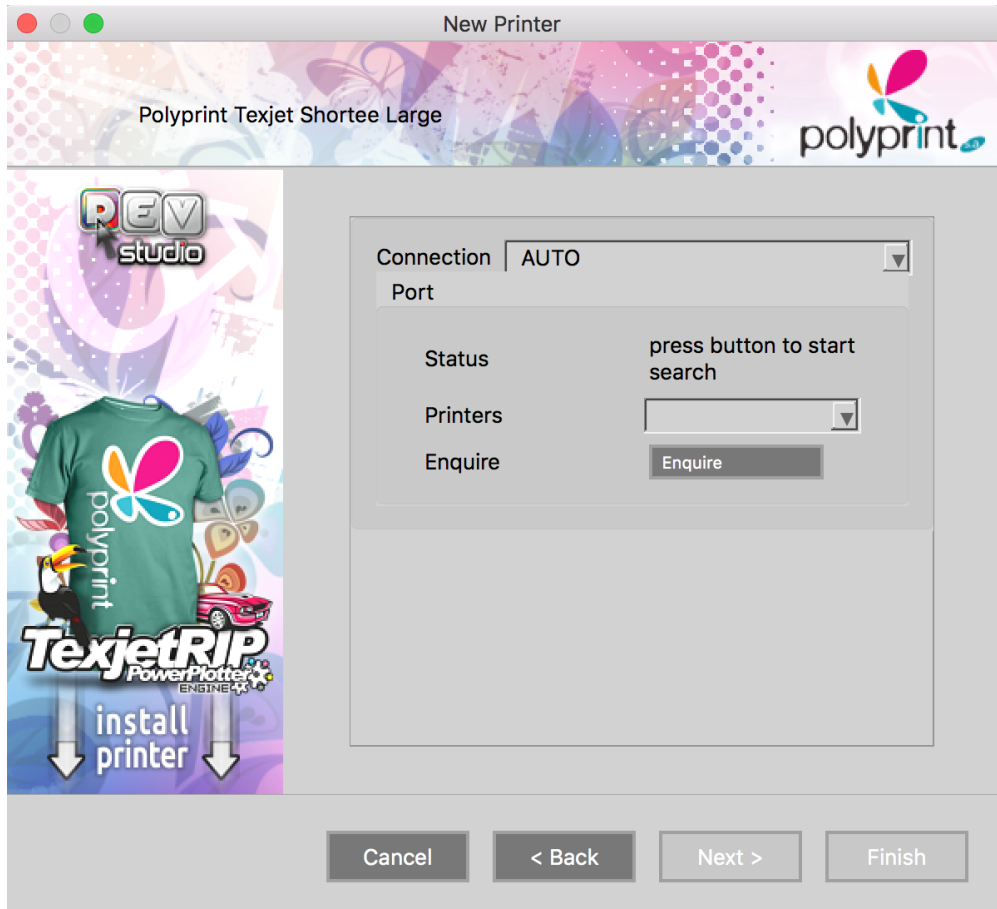 New Printer
Polyprint Texjet Shortee Large
polyprint s.a
REV
studio
Connection AUTO
Port
Status press button to start
search
Printers
Enquire Enquire
polyprint
TexjetRIP
PowerPlotter
ENGINE
install
printer
Cancel < Back Next > Finish